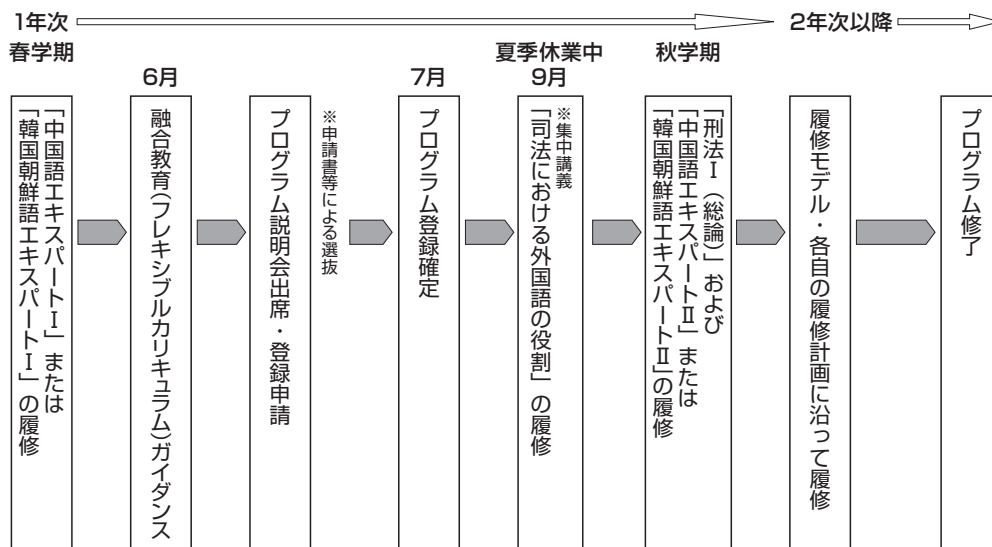 1年次
2年次以降
春学期
夏季休業中
秋学期
6月
7月
9月
「中国語エキスパートⅠ」または
「韓国朝鮮語エキスパートⅠ」の履修
融合教育(フレキシブルカリキュラム)ガイダンス
プログラム説明会出席・登録申請
※申請書等による選抜
プログラム登録確定
※集中講義
「司法における外国語の役割」の履修
「刑法Ⅰ(総論)」および
「中国語エキスパートⅡ」または
「韓国朝鮮語エキスパートⅡ」の履修
履修モデル・各自の履修計画に沿って履修
プログラム修了